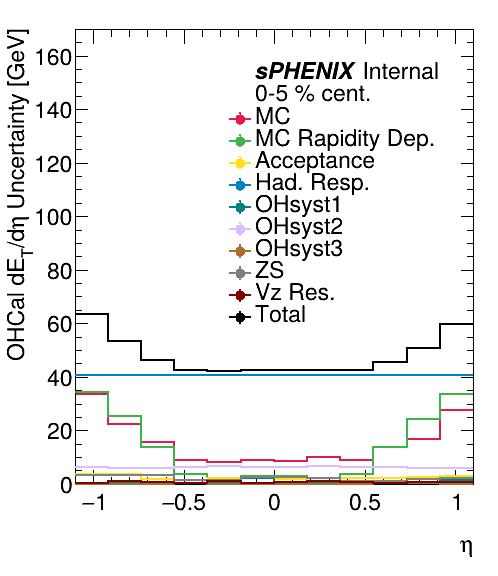 OHCal dE_T/dη Uncertainty [GeV]
160
140
120
100
80
60
40
20
0
sPHENIX Internal
0-5 % cent.
MC
MC Rapidity Dep.
Acceptance
Had. Resp.
OHsyst1
OHsyst2
OHsyst3
ZS
Vz Res.
Total
−1 −0.5 0 0.5 1
η